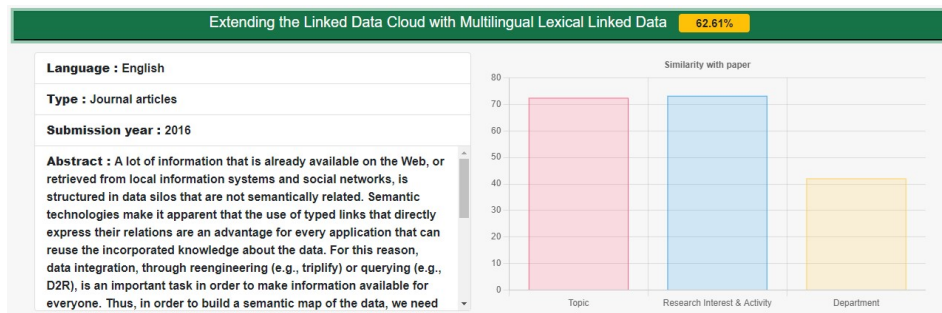 Extending the Linked Data Cloud with Multilingual Lexical Linked Data 62.61%
Language : English
Type : Journal articles
Submission year : 2016
Abstract : A lot of information that is already available on the Web, or
retrieved from local information systems and social networks, is
structured in data silos that are not semantically related. Semantic
technologies make it apparent that the use of typed links that directly
express their relations are an advantage for every application that can
reuse the incorporated knowledge about the data. For this reason,
data integration, through reengineering (e.g., triplify) or querying (e.g.,
D2R), is an important task in order to make information available for
everyone. Thus, in order to build a semantic map of the data, we need
Similarity with paper
80
70
60
50
40
30
20
10
0
Topic Research Interest & Activity Department